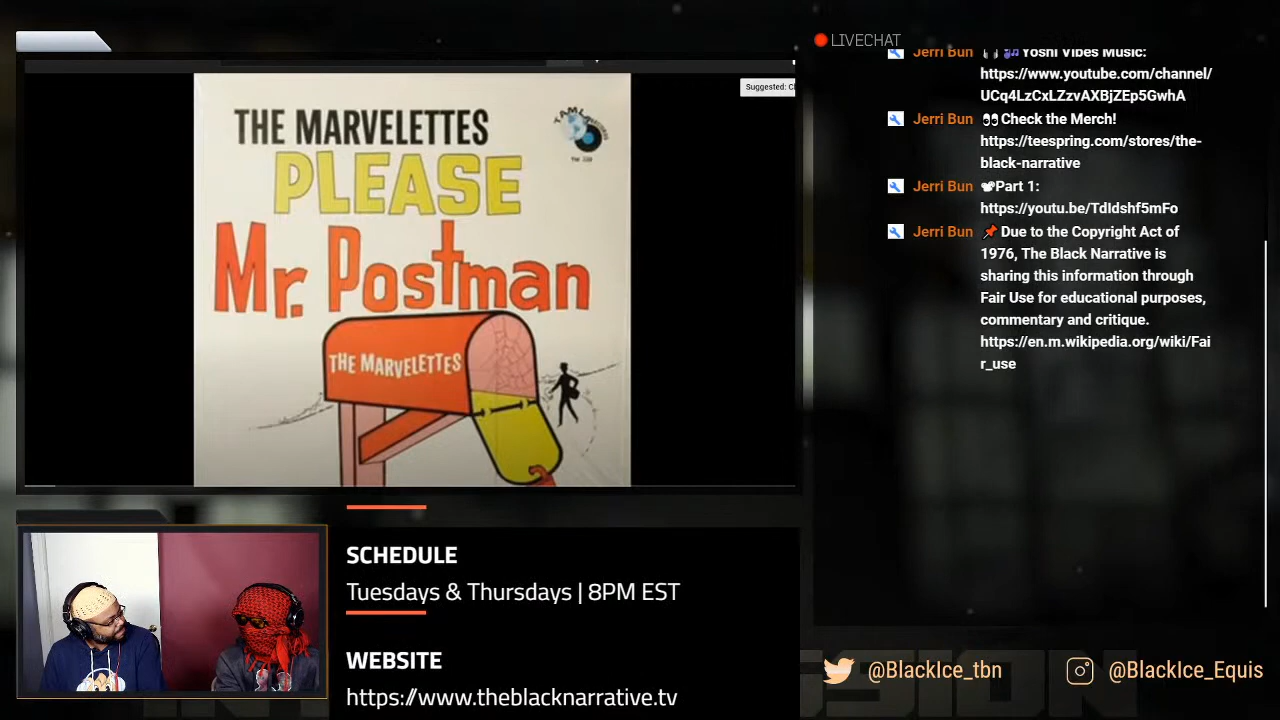 LIVECHAT
Jerri Bun 🎧🎶Yoshi Vibes Music:
https://www.youtube.com/channel/
UCq4LzCxLZzvAXBjZEp5GwhA
Jerri Bun 👀Check the Merch!
https://teespring.com/stores/the-
black-narrative
Jerri Bun 📽Part 1:
https://youtu.be/TdIdshf5mFo
Jerri Bun 📌Due to the Copyright Act of
1976, The Black Narrative is
sharing this information through
Fair Use for educational purposes,
commentary and critique.
https://en.m.wikipedia.org/wiki/Fai
r_use
Suggested:
THE MARVELETTES
PLEASE
Mr. Postman
TAMLA
RECORDS
THE MARVELETTES
SCHEDULE
Tuesdays & Thursdays | 8PM EST
WEBSITE
https://www.theblacknarrative.tv
@BlackIce_tbn
@BlackIce_Equis